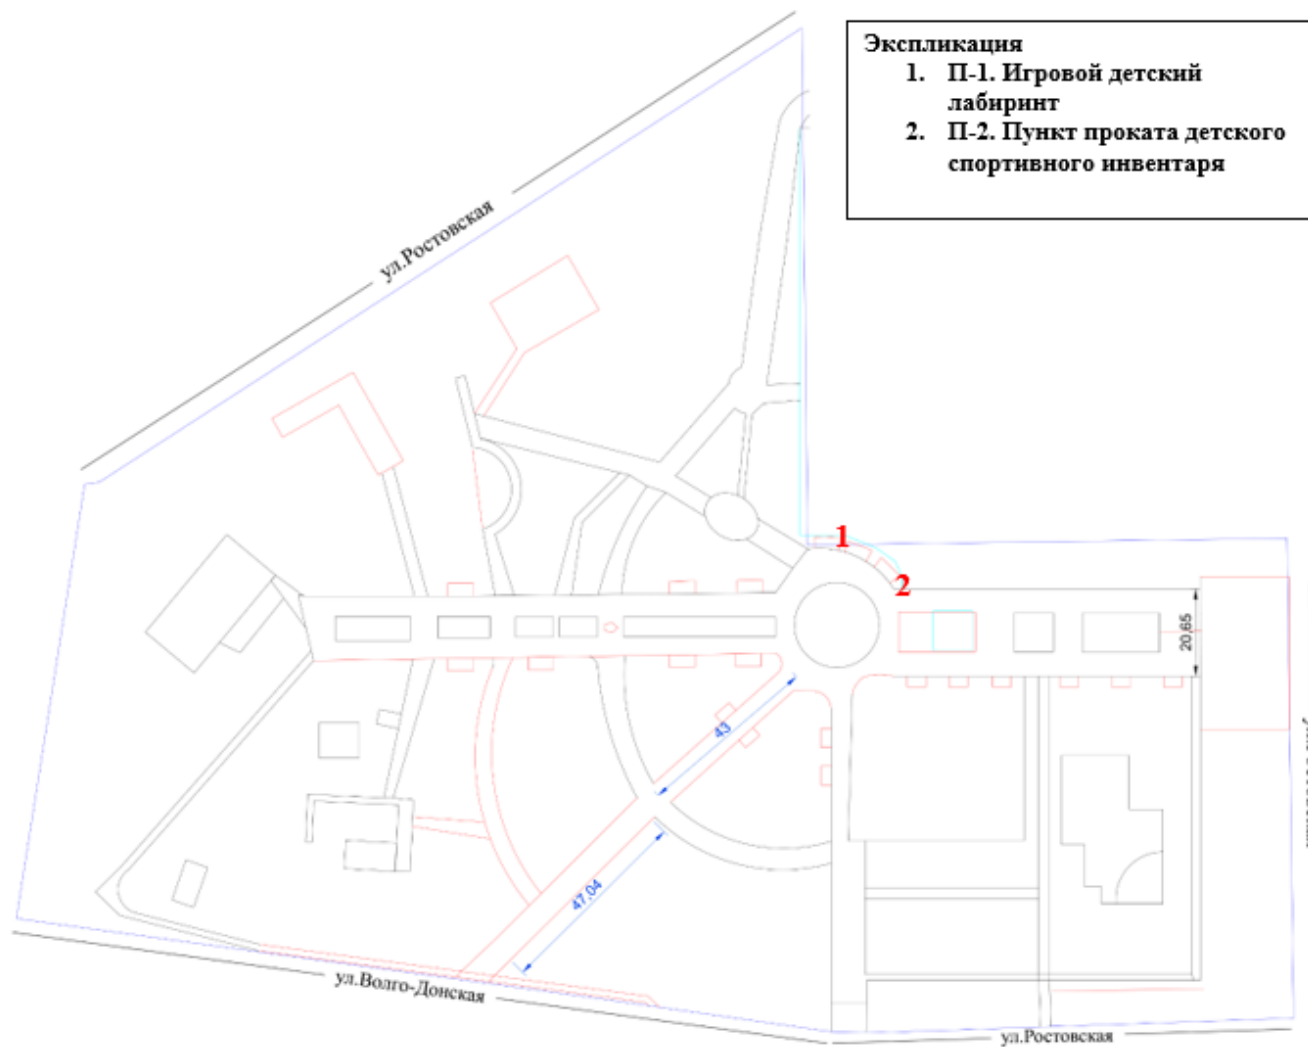 Экспликация
1. П-1. Игровой детский
лабиринт
2. П-2. Пункт проката детского
спортивного инвентаря
ул.Ростовская
1
2
20,65
43
47,04
ул.Волго-Донская
ул.Ростовская